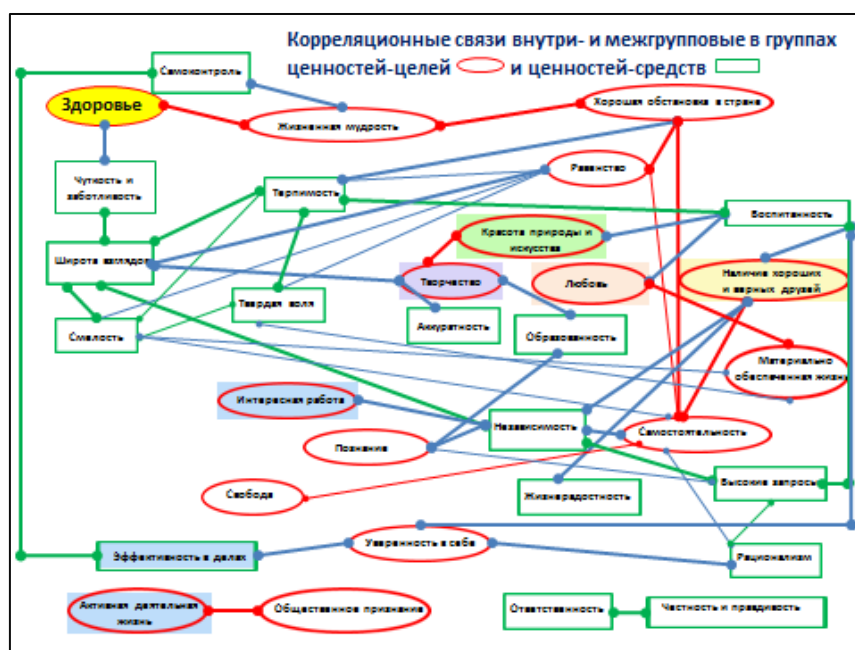 Корреляционные связи внутри- и межгрупповые в группах
ценностей-целей и ценностей-средств
Самоконтроль
Здоровье
Жизненная мудрость
Хорошая обстановка в стране
Чуткость и
заботливость
Терпимость
Равенство
Воспитанность
Красота природы и
искусства
Широта взглядов
Творчество
Любовь
Наличие хороших
и верных друзей
Твердая воля
Смелость
Аккуратность
Образованность
Материально
обеспеченная жизнь
Интересная работа
Независимость
Самостоятельность
Познание
Свобода
Жизнерадостность
Высокие запросы
Эффективность в делах
Уверенность в себе
Рационализм
Активная деятельная
жизнь
Общественное признание
Ответственность
Честность и правдивость